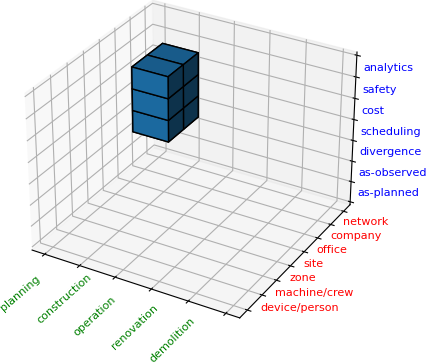 analytics
safety
cost
scheduling
divergence
as-observed
as-planned
network
company
office
site
zone
machine/crew
device/person
planning
construction
operation
renovation
demolition